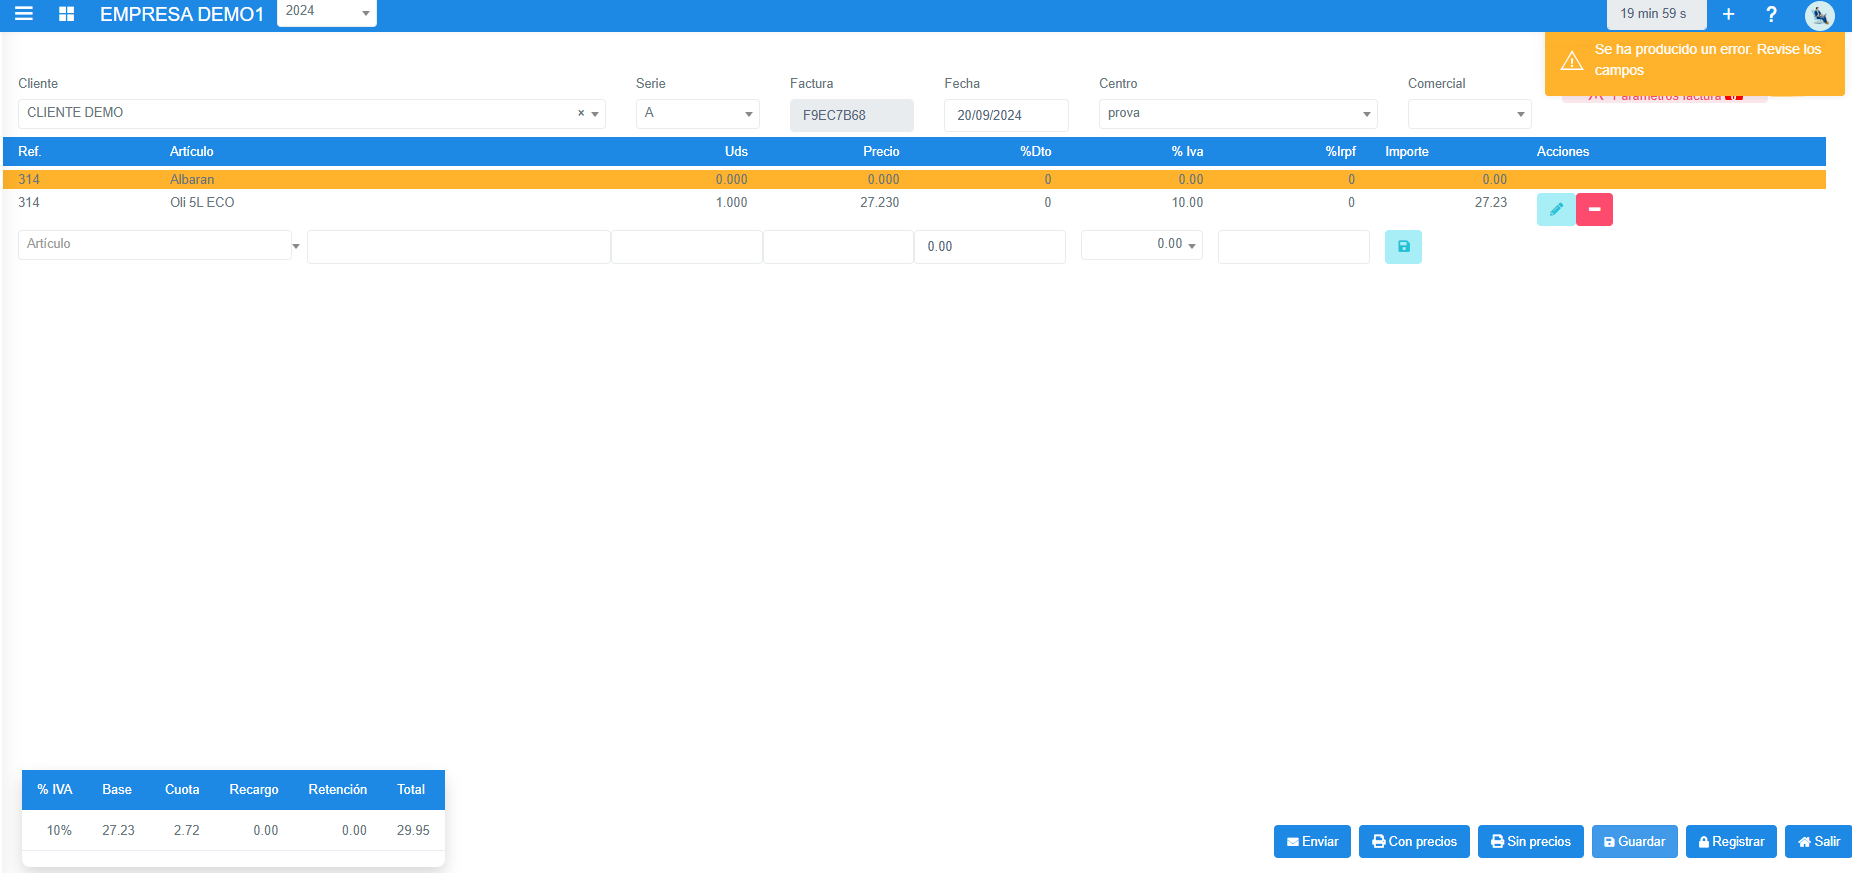 EMPRESA DEMO1 2024 19 min 59 s + ?
Se ha producido un error. Revise los
campos
Parámetros factura
Cliente Serie Factura Fecha Centro Comercial
CLIENTE DEMO × A F9EC7B68 20/09/2024 prova
Ref. Artículo Uds Precio %Dto % Iva %Irpf Importe Acciones
314 Albaran 0.000 0.000 0 0.00 0 0.00
314 Oli 5L ECO 1.000 27.230 0 10.00 0 27.23
Artículo 0.00 0.00
% IVA Base Cuota Recargo Retención Total
10% 27.23 2.72 0.00 0.00 29.95
Enviar Con precios Sin precios Guardar Registrar Salir